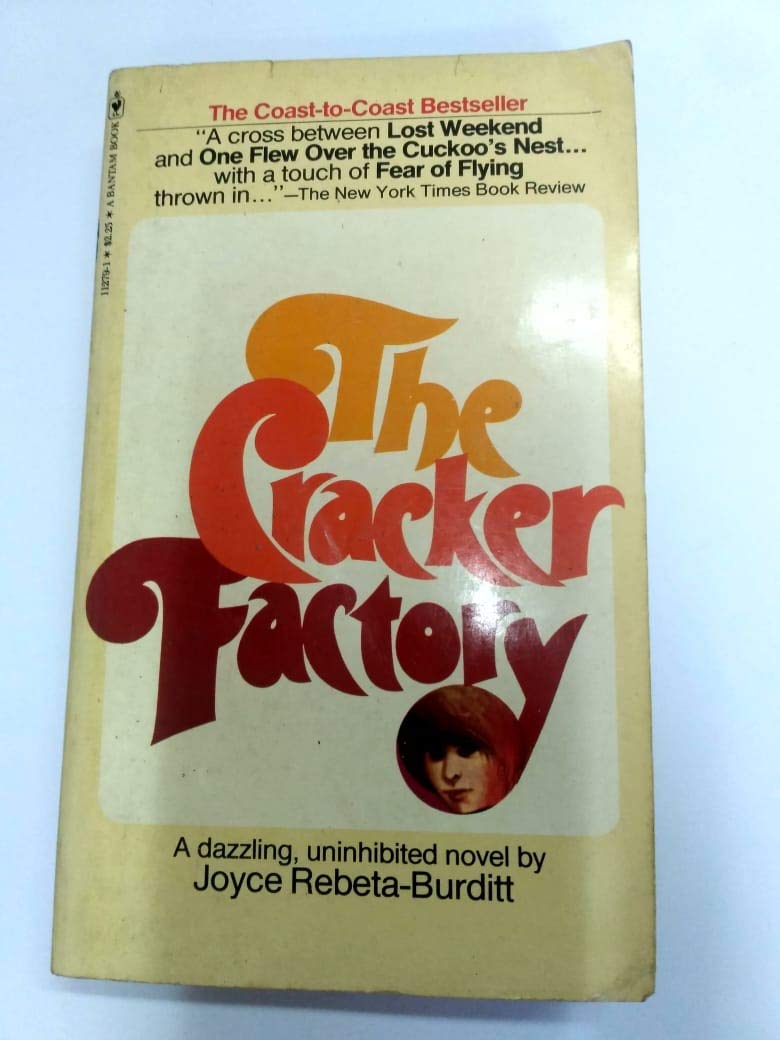 The Coast-to-Coast Bestseller
"A cross between Lost Weekend
and One Flew Over the Cuckoo's Nest...
with a touch of Fear of Flying
thrown in..."—The New York Times Book Review
11279-1 * $2.25 * A BANTAM BOOK
The
Cracker
Factory
A dazzling, uninhibited novel by
Joyce Rebeta-Burditt